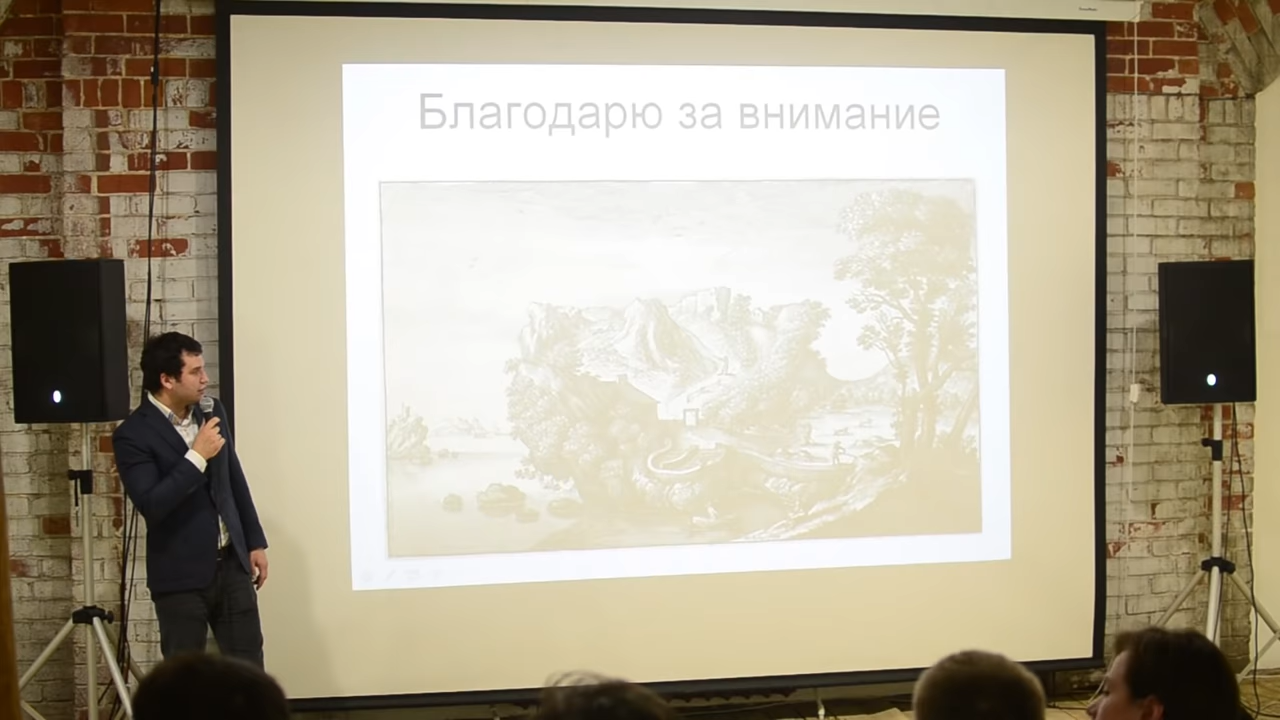 Благодарю за внимание